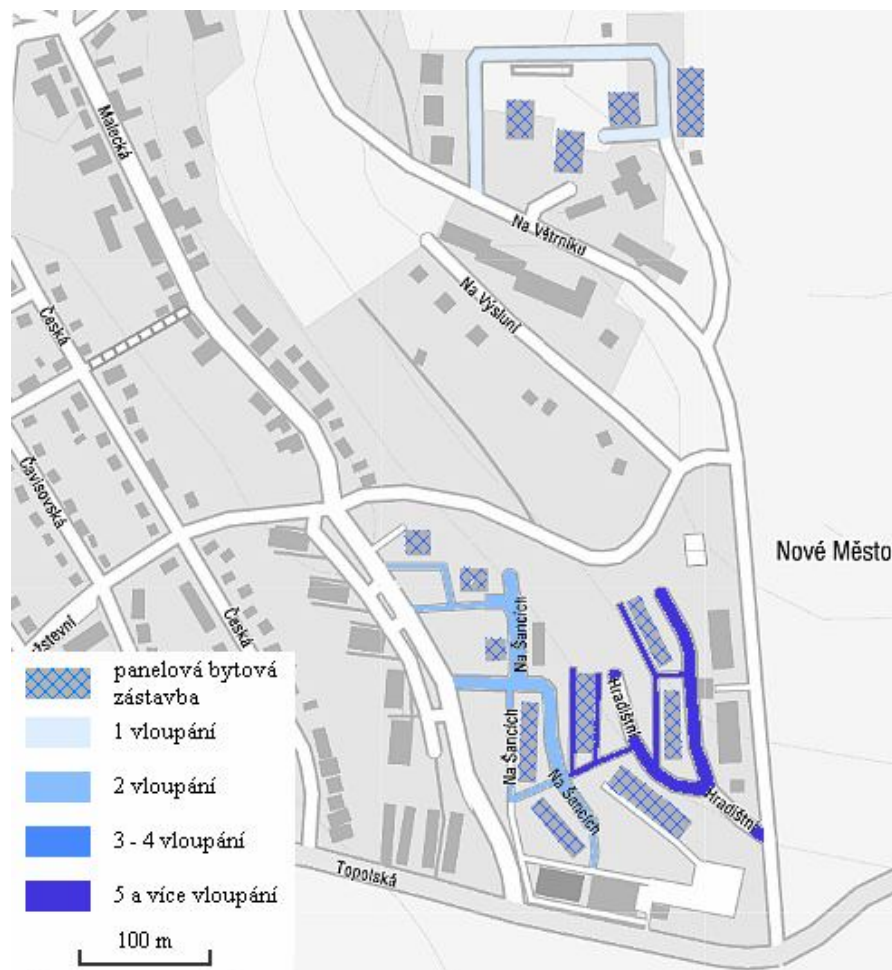 Malecká
Na Větrníku
Na Výsluní
Česká
Čavisovská
Nové Město
Česká
Na Šancích
Hradištní
Na Šancích
Na Šancích
Hradištní
Topolská
panelová bytová
zástavba
1 vloupání
2 vloupání
3 - 4 vloupání
5 a více vloupání
100 m